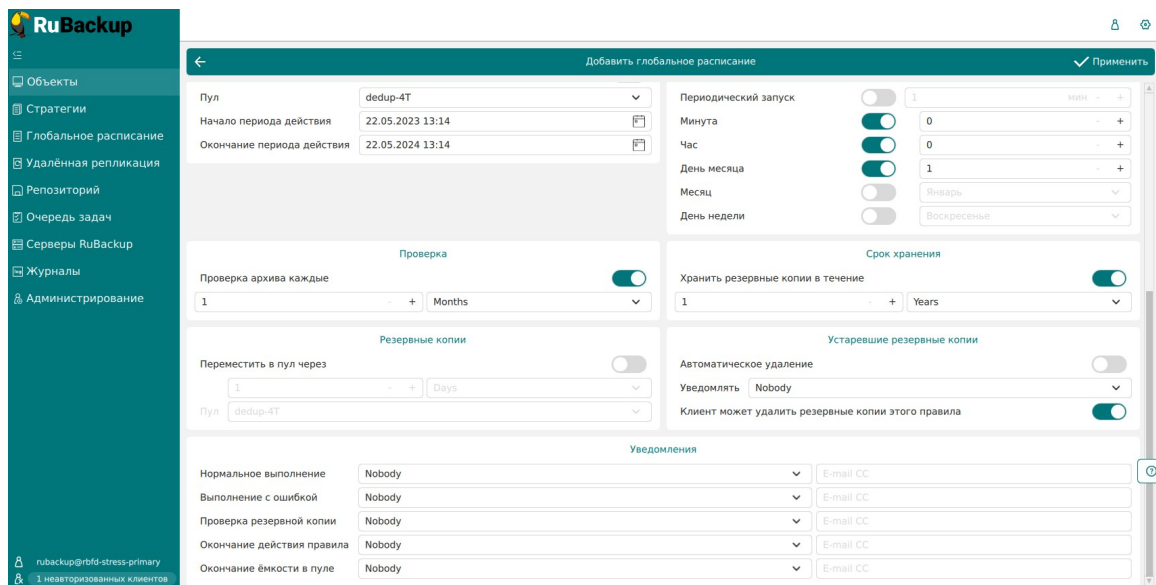 RuBackup
Добавить глобальное расписание
Применить
Объекты
Стратегии
Глобальное расписание
Удалённая репликация
Репозиторий
Очередь задач
Серверы RuBackup
Журналы
Администрирование
rubackup@rbfd-stress-primary
1 неавторизованных клиентов
Пул dedup-4T
Начало периода действия 22.05.2023 13:14
Окончание периода действия 22.05.2024 13:14
Периодический запуск 1 мин - +
Минута 0 - +
Час 0 - +
День месяца 1 - +
Месяц Январь
День недели Воскресенье
Проверка
Проверка архива каждые
1 - + Months
Срок хранения
Хранить резервные копии в течение
1 - + Years
Резервные копии
Переместить в пул через
1 - + Days
Пул dedup-4T
Устаревшие резервные копии
Автоматическое удаление
Уведомлять Nobody
Клиент может удалить резервные копии этого правила
Уведомления
Нормальное выполнение Nobody E-mail CC
Выполнение с ошибкой Nobody E-mail CC
Проверка резервной копии Nobody E-mail CC
Окончание действия правила Nobody E-mail CC
Окончание ёмкости в пуле Nobody E-mail CC